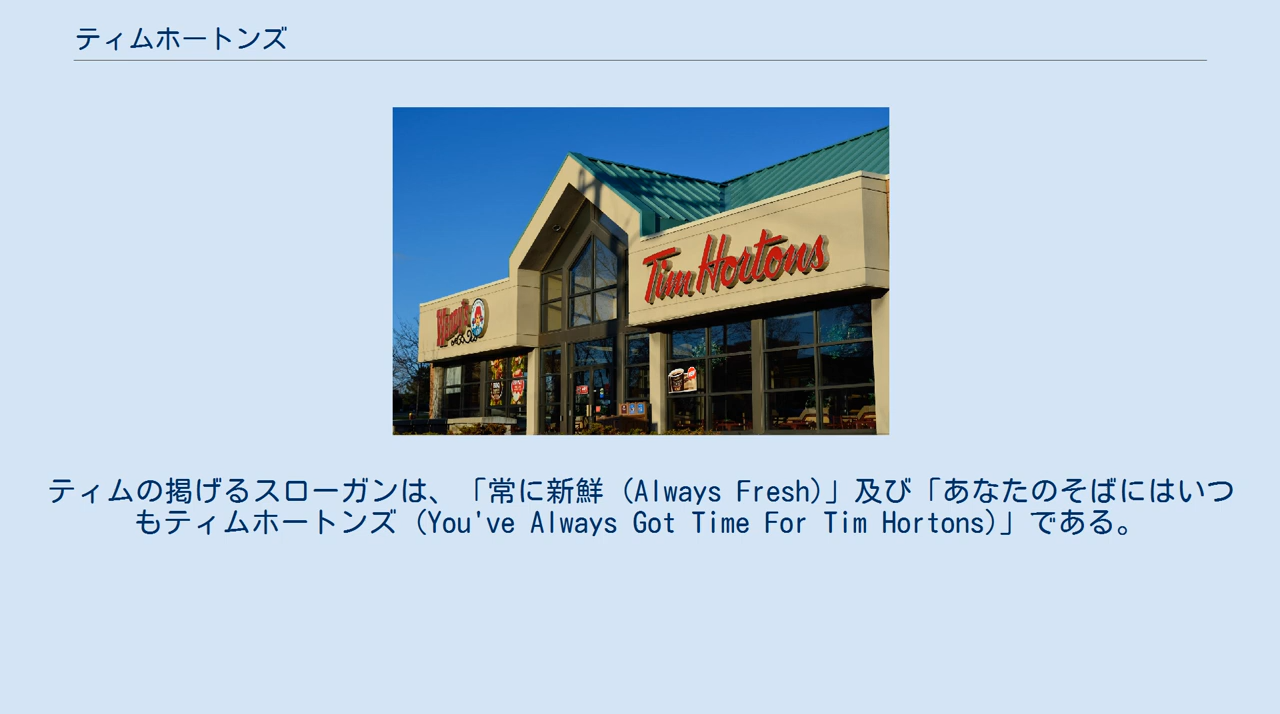 ティムホートンズ
Tim Hortons
Wendy's
ティムの掲げるスローガンは、「常に新鮮 (Always Fresh)」及び「あなたのそばにはいつ
もティムホートンズ (You've Always Got Time For Tim Hortons)」である。